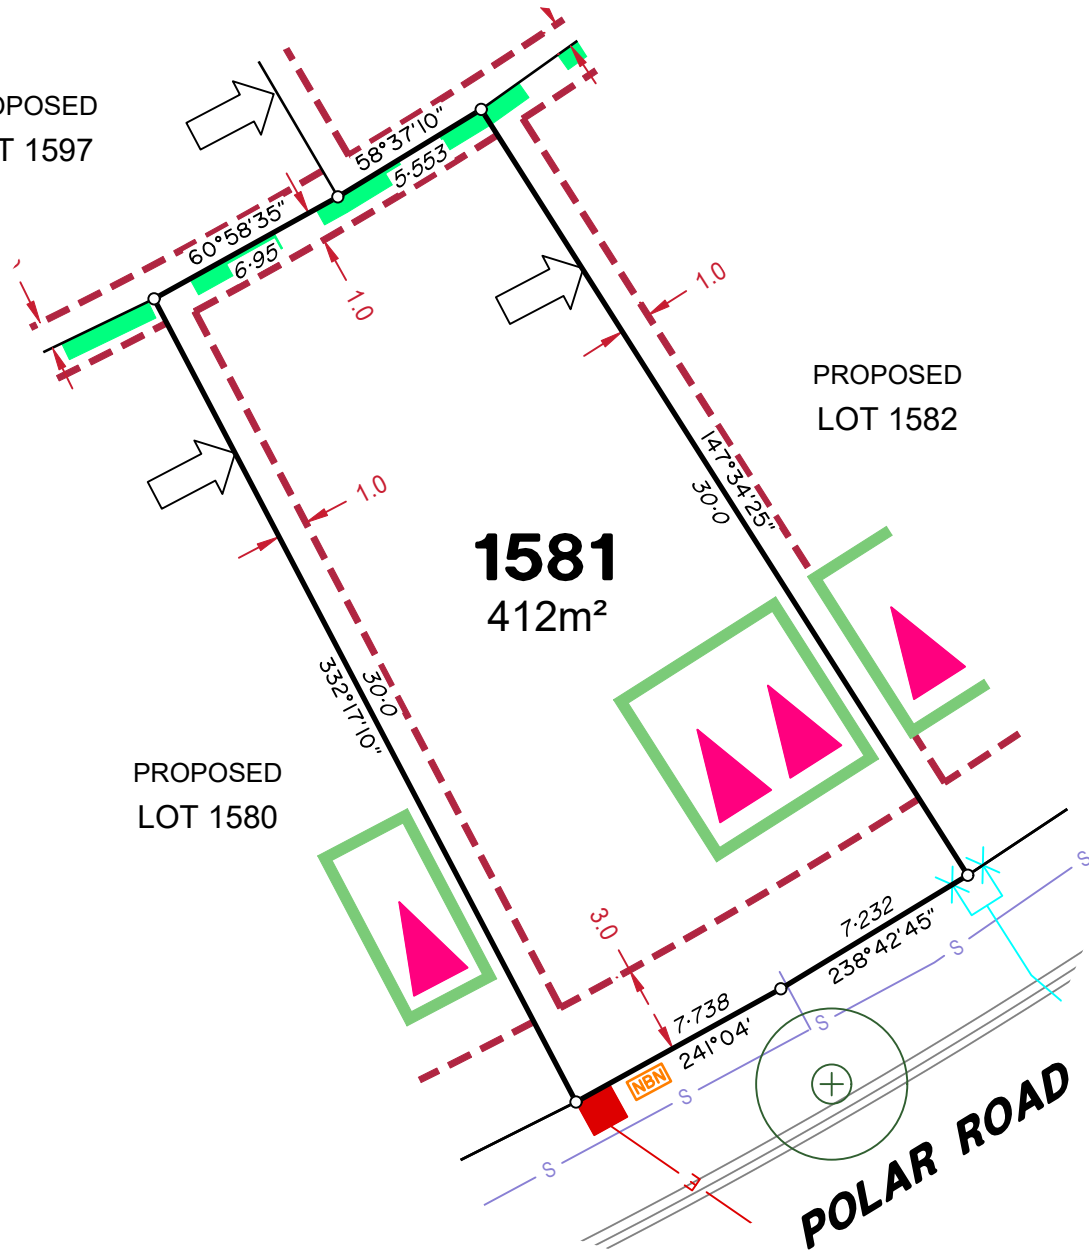 OPOSED
T 1597
58°37'10"
5·553
60°58'35"
6·95
1.0
1.0
PROPOSED
LOT 1582
147°34'25"
30·0
1.0
1581
412m²
332°17'10"
30·0
PROPOSED
LOT 1580
3.0
7·232
238°42'45"
7·738
241°04'
NBN
S
S
S
S
S
E
POLAR ROAD